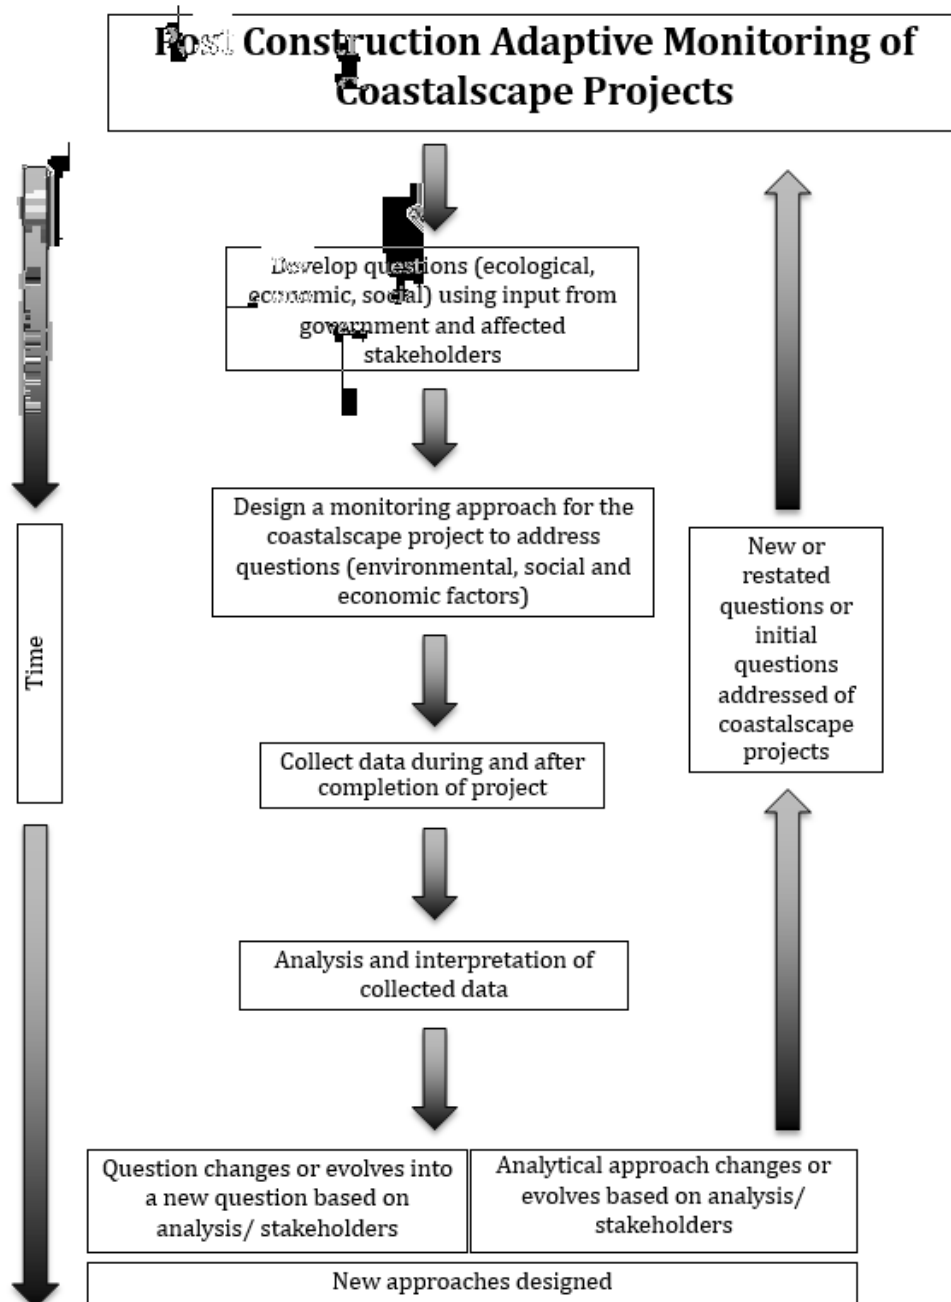 Post Construction Adaptive Monitoring of
Coastalscape Projects
Develop questions (ecological,
economic, social) using input from
government and affected
stakeholders
Design a monitoring approach for the
coastalscape project to address
questions (environmental, social and
economic factors)
New or
restated
questions or
initial
questions
addressed of
coastalscape
projects
Time
Collect data during and after
completion of project
Analysis and interpretation of
collected data
Question changes or evolves into
a new question based on
analysis/ stakeholders
Analytical approach changes or
evolves based on analysis/
stakeholders
New approaches designed